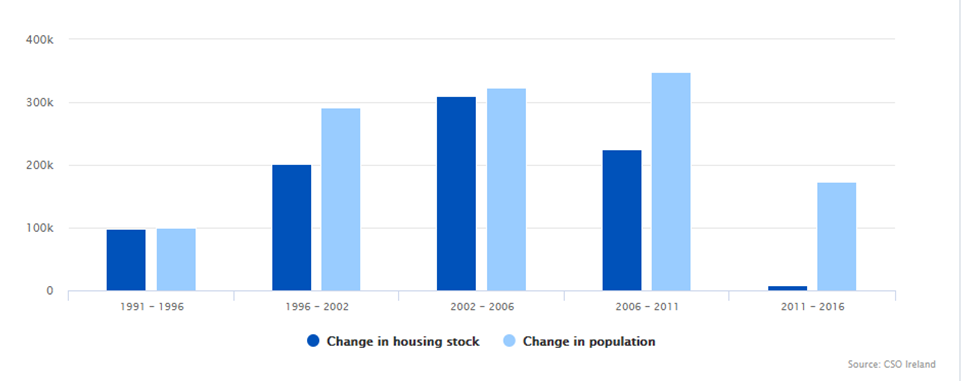 400k
300k
200k
100k
0
1991 – 1996 1996 – 2002 2002 – 2006 2006 – 2011 2011 – 2016
Change in housing stock Change in population
Source: CSO Ireland